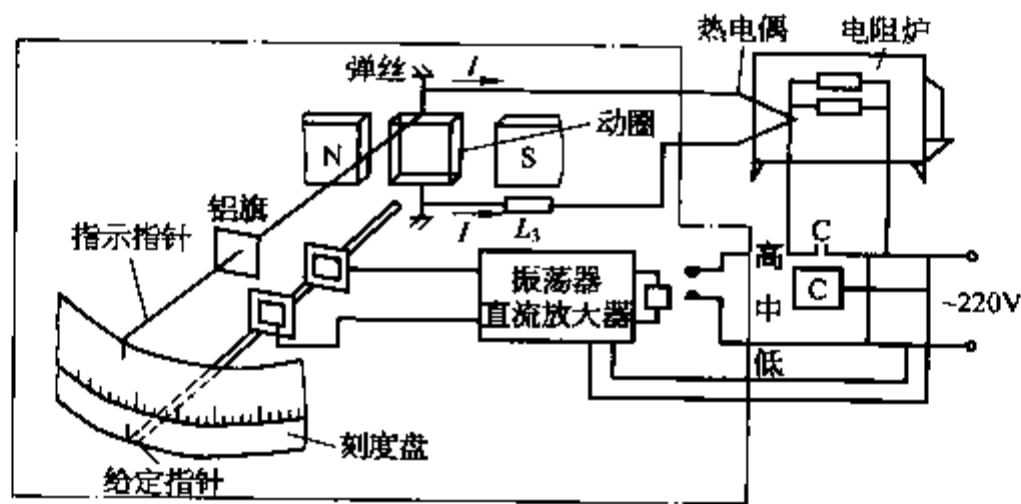 热电偶
电阻炉
弹丝
I
动圈
N
S
铝旗
I
L₃
指示指针
振荡器
直流放大器
高
中
低
C
C
~220V
刻度盘
给定指针